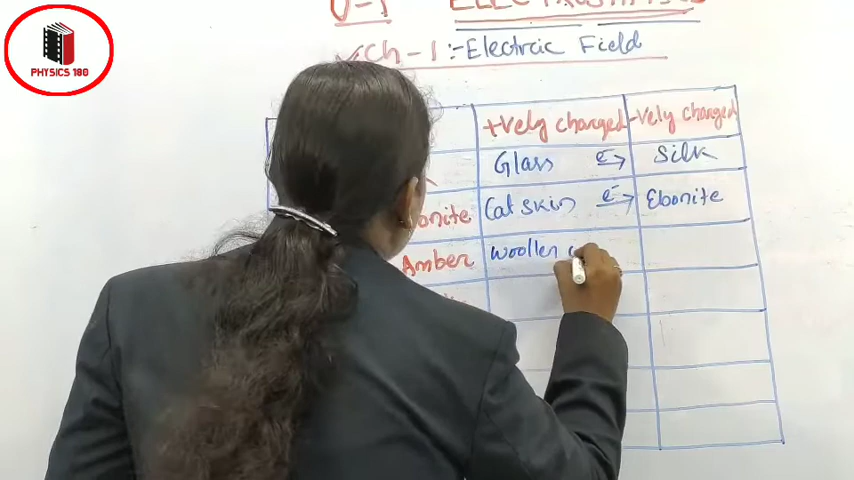 U-1 ELECTROSTATICS
Ch-1 :- Electric Field
PHYSICS 180
+vely charged -vely charged
Glass e- → Silk
Cat skin e- → Ebonite
Amber woollen